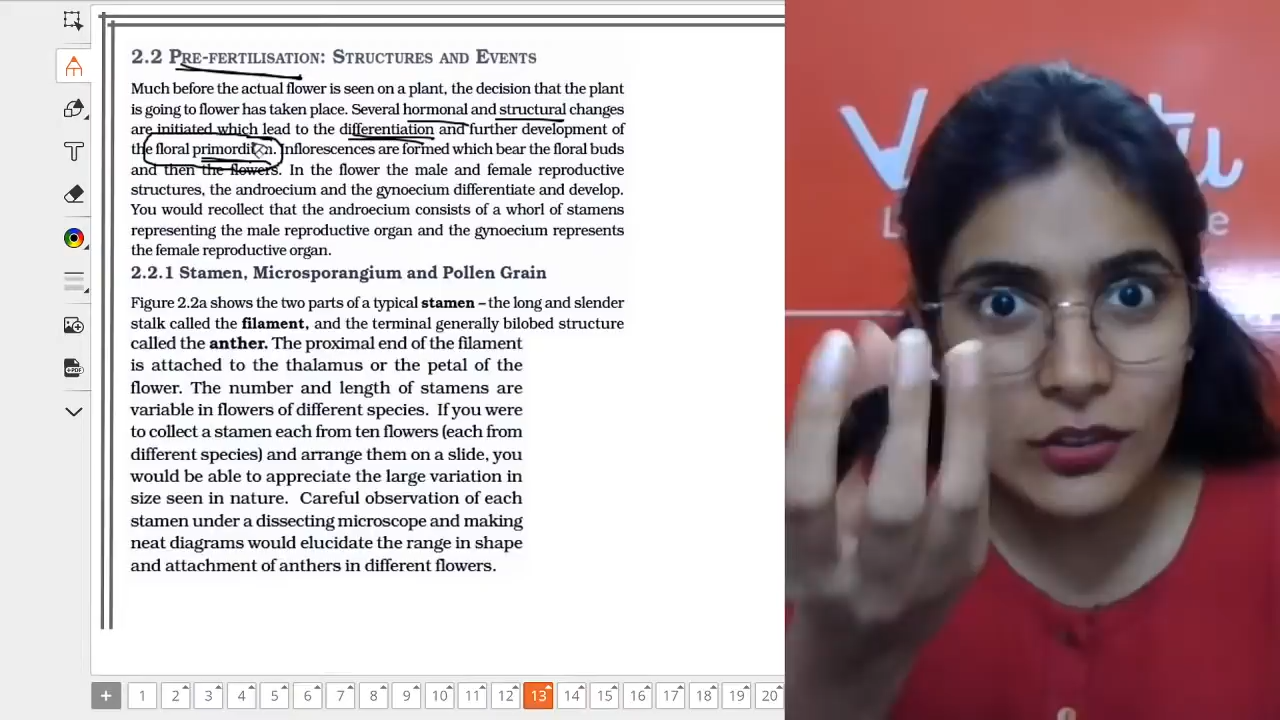 2.2 PRE-FERTILISATION: STRUCTURES AND EVENTS
Much before the actual flower is seen on a plant, the decision that the plant
is going to flower has taken place. Several hormonal and structural changes
are initiated which lead to the differentiation and further development of
the floral primordium. Inflorescences are formed which bear the floral buds
and then the flowers. In the flower the male and female reproductive
structures, the androecium and the gynoecium differentiate and develop.
You would recollect that the androecium consists of a whorl of stamens
representing the male reproductive organ and the gynoecium represents
the female reproductive organ.
2.2.1 Stamen, Microsporangium and Pollen Grain
Figure 2.2a shows the two parts of a typical stamen – the long and slender
stalk called the filament, and the terminal generally bilobed structure
called the anther. The proximal end of the filament
is attached to the thalamus or the petal of the
flower. The number and length of stamens are
variable in flowers of different species. If you were
to collect a stamen each from ten flowers (each from
different species) and arrange them on a slide, you
would be able to appreciate the large variation in
size seen in nature. Careful observation of each
stamen under a dissecting microscope and making
neat diagrams would elucidate the range in shape
and attachment of anthers in different flowers.
T
PDF
+ 1 2 3 4 5 6 7 8 9 10 11 12 13 14 15 16 17 18 19 20